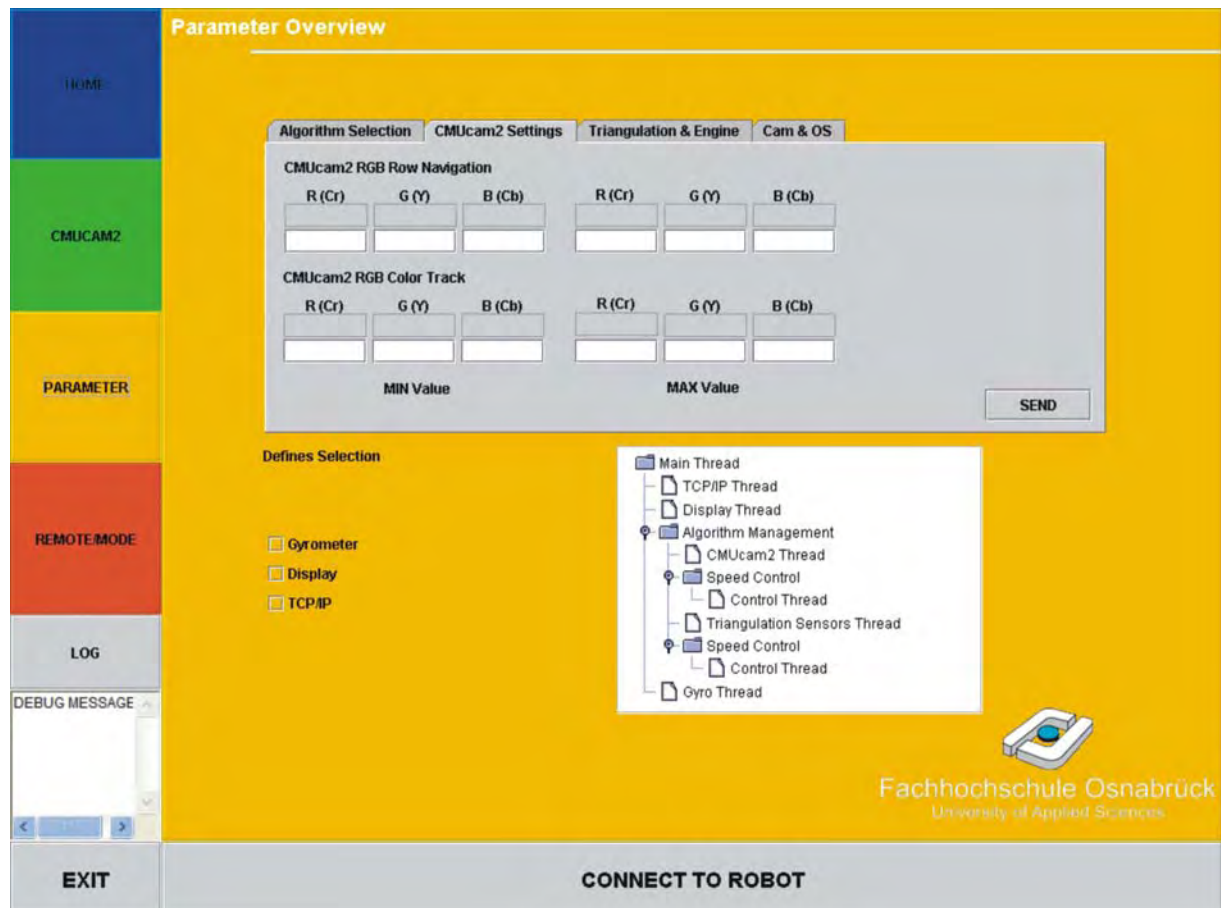 Parameter Overview
HOME
CMUCAM2
PARAMETER
REMOTE/MODE
LOG
DEBUG MESSAGE
EXIT
Algorithm Selection CMUcam2 Settings Triangulation & Engine Cam & OS
CMUcam2 RGB Row Navigation
R (Cr) G (Y) B (Cb) R (Cr) G (Y) B (Cb)
CMUcam2 RGB Color Track
R (Cr) G (Y) B (Cb) R (Cr) G (Y) B (Cb)
MIN Value MAX Value
SEND
Defines Selection
Gyrometer
Display
TCP/IP
Main Thread
TCP/IP Thread
Display Thread
Algorithm Management
CMUcam2 Thread
Speed Control
Control Thread
Triangulation Sensors Thread
Speed Control
Control Thread
Gyro Thread
Fachhochschule Osnabrück
University of Applied Sciences
CONNECT TO ROBOT